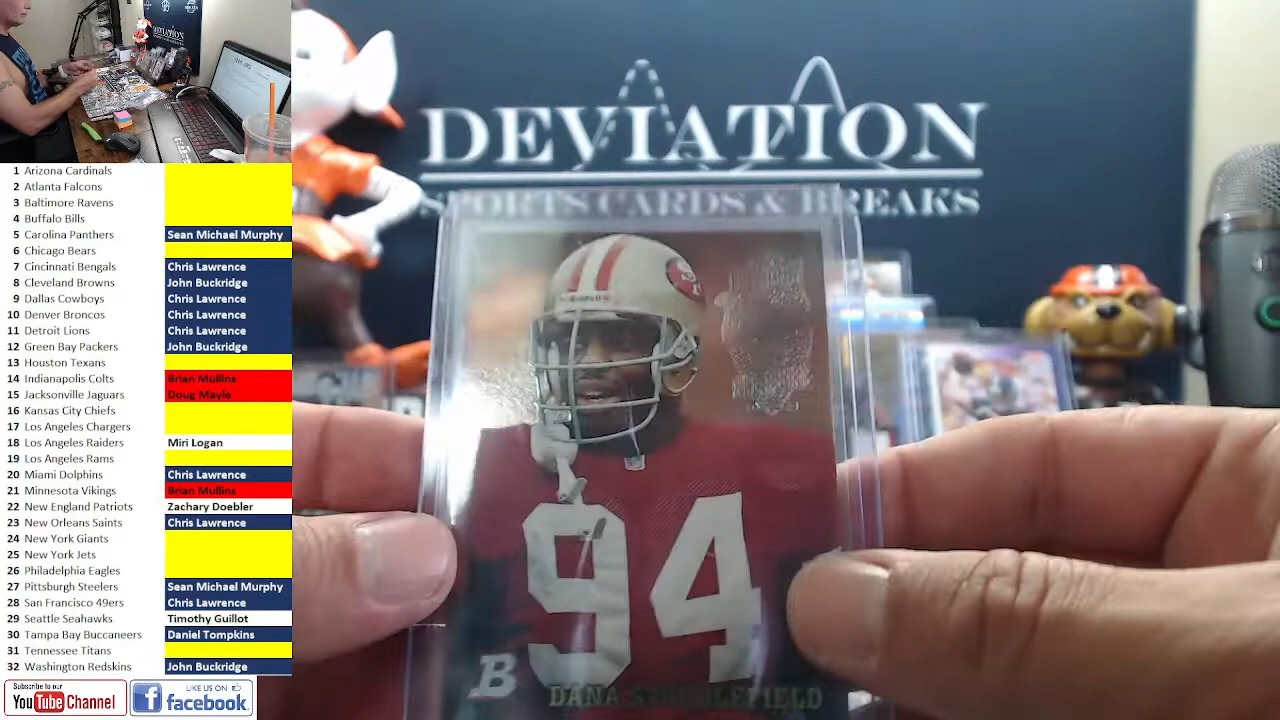 DEVIATION
SPORTS CARDS & BREAKS
1 Arizona Cardinals
2 Atlanta Falcons
3 Baltimore Ravens
4 Buffalo Bills
5 Carolina Panthers Sean Michael Murphy
6 Chicago Bears
7 Cincinnati Bengals Chris Lawrence
8 Cleveland Browns John Buckridge
9 Dallas Cowboys Chris Lawrence
10 Denver Broncos Chris Lawrence
11 Detroit Lions Chris Lawrence
12 Green Bay Packers John Buckridge
13 Houston Texans
14 Indianapolis Colts Brian Mullins
15 Jacksonville Jaguars Doug Mayle
16 Kansas City Chiefs
17 Los Angeles Chargers
18 Los Angeles Raiders Miri Logan
19 Los Angeles Rams
20 Miami Dolphins Chris Lawrence
21 Minnesota Vikings Brian Mullins
22 New England Patriots Zachary Doebler
23 New Orleans Saints Chris Lawrence
24 New York Giants
25 New York Jets
26 Philadelphia Eagles
27 Pittsburgh Steelers Sean Michael Murphy
28 San Francisco 49ers Chris Lawrence
29 Seattle Seahawks Timothy Guillot
30 Tampa Bay Buccaneers Daniel Tompkins
31 Tennessee Titans
32 Washington Redskins John Buckridge
94
B
DANA STUBBLEFIELD
Subscribe to our
YouTube Channel
LIKE US ON
f facebook